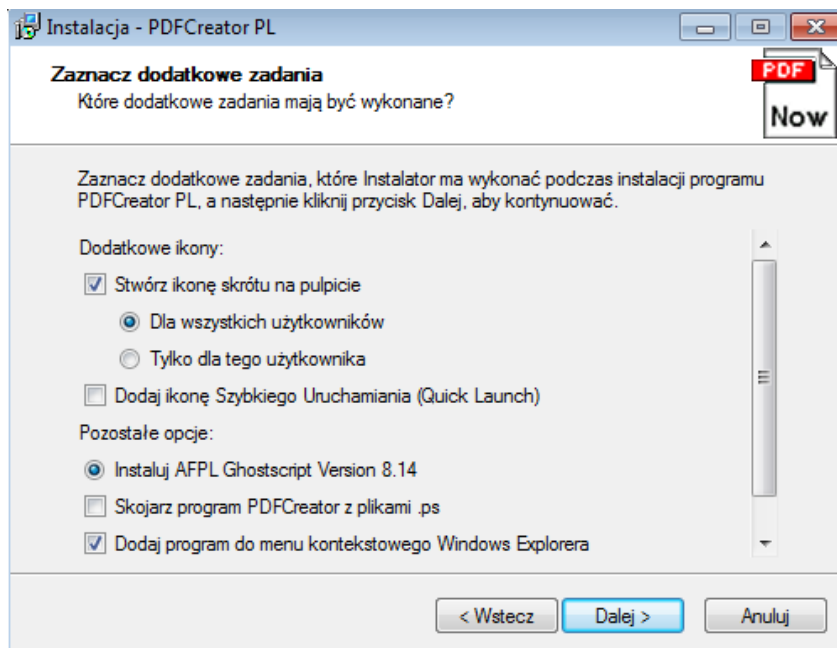 Instalacja - PDFCreator PL
Zaznacz dodatkowe zadania
Które dodatkowe zadania mają być wykonane?
PDF
Now
Zaznacz dodatkowe zadania, które Instalator ma wykonać podczas instalacji programu
PDFCreator PL, a następnie kliknij przycisk Dalej, aby kontynuować.
Dodatkowe ikony:
Stwórz ikonę skrótu na pulpicie
Dla wszystkich użytkowników
Tylko dla tego użytkownika
Dodaj ikonę Szybkiego Uruchamiania (Quick Launch)
Pozostałe opcje:
Instaluj AFPL Ghostscript Version 8.14
Skojarz program PDFCreator z plikami .ps
Dodaj program do menu kontekstowego Windows Explorera
< Wstecz
Dalej >
Anuluj